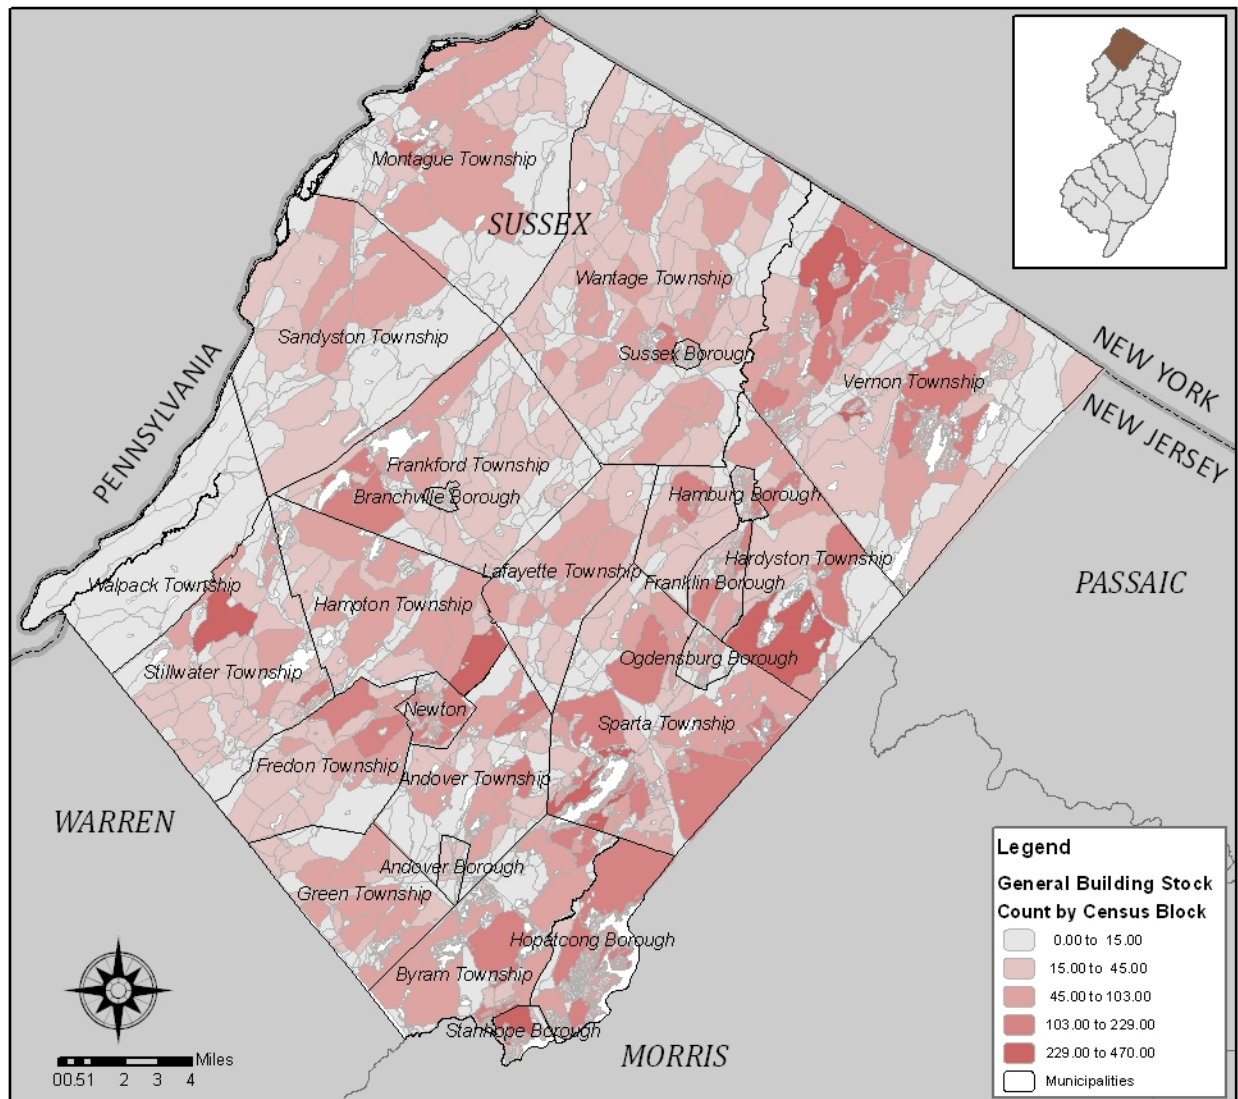 Montague Township
SUSSEX
Wantage Township
Sandyston Township
Sussex Borough
NEW YORK
NEW JERSEY
PENNSYLVANIA
Vernon Township
Frankford Township
Branchville Borough
Hamburg Borough
Hardyston Township
Lafayette Township
Franklin Borough
PASSAIC
Walpack Township
Hampton Township
Stillwater Township
Ogdensburg Borough
Newton
Sparta Township
Fredon Township
Andover Township
WARREN
Andover Borough
Green Township
Hopatcong Borough
Byram Township
Stanhope Borough
MORRIS
Miles
0 0.5 1 2 3 4
Legend
General Building Stock
Count by Census Block
0.00 to 15.00
15.00 to 45.00
45.00 to 103.00
103.00 to 229.00
229.00 to 470.00
Municipalities